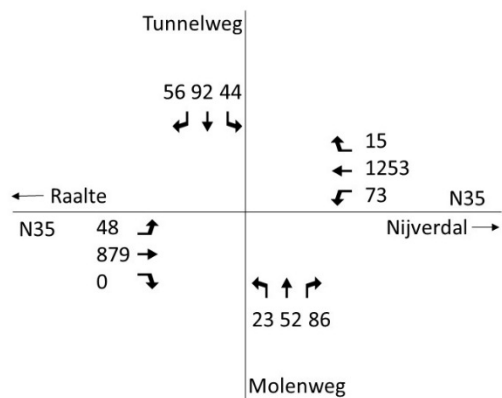 Tunnelweg
56 92 44
15
1253
73
← Raalte
N35
N35
Nijverdal →
48
879
0
23 52 86
Molenweg